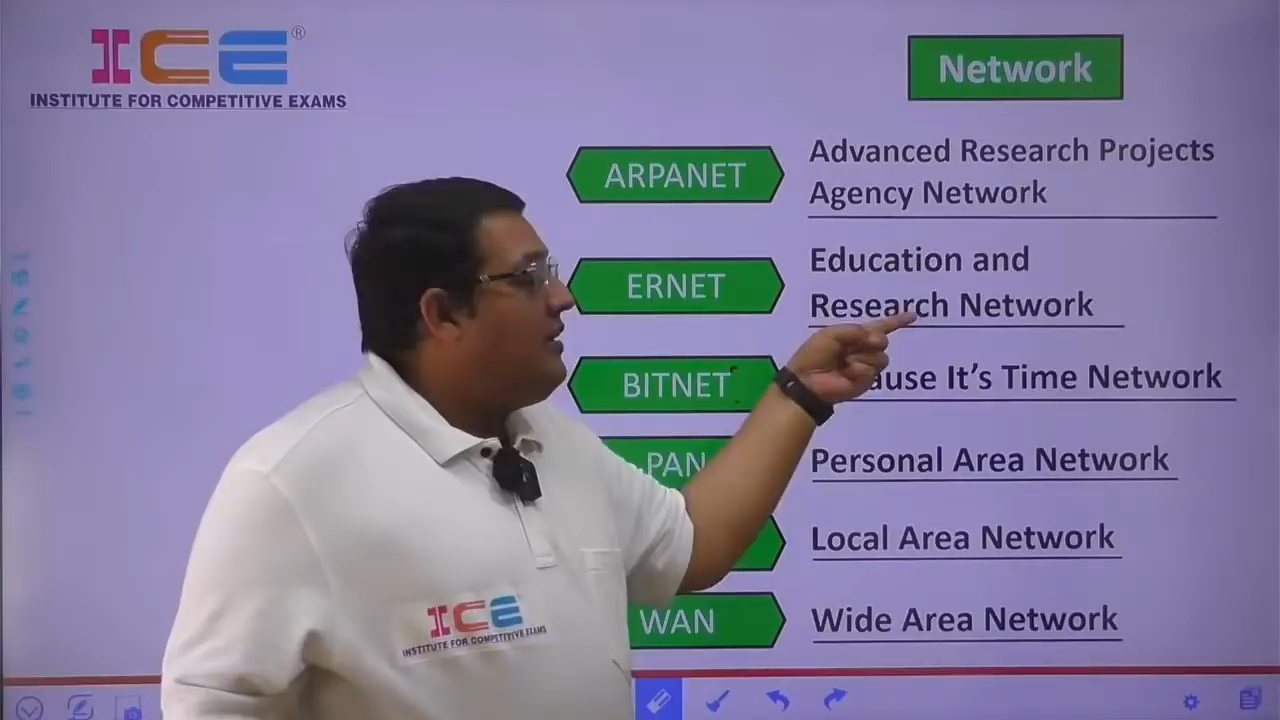 ICE®
INSTITUTE FOR COMPETITIVE EXAMS
Network
ARPANET
Advanced Research Projects
Agency Network
ERNET
Education and
Research Network
BITNET
ause It’s Time Network
PAN
Personal Area Network
Local Area Network
WAN
Wide Area Network
ICE
INSTITUTE FOR COMPETITIVE EXAMS